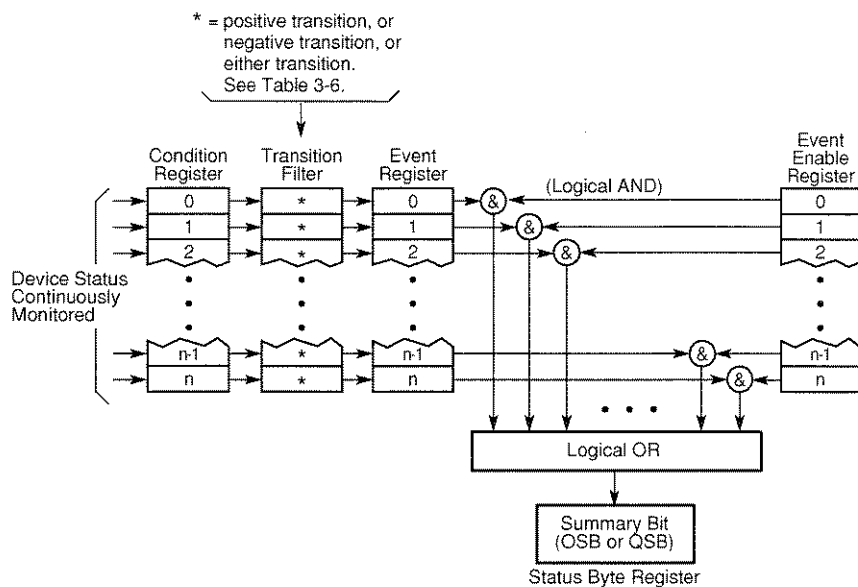 * = positive transition, or
negative transition, or
either transition.
See Table 3-6.
Condition
Register
Transition
Filter
Event
Register
Event
Enable
Register
(Logical AND)
0 * 0 & 0
1 * 1 & 1
2 * 2 & 2
Device Status
Continuously
Monitored
n-1 * n-1 & n-1
n * n & n
Logical OR
Summary Bit
(OSB or QSB)
Status Byte Register